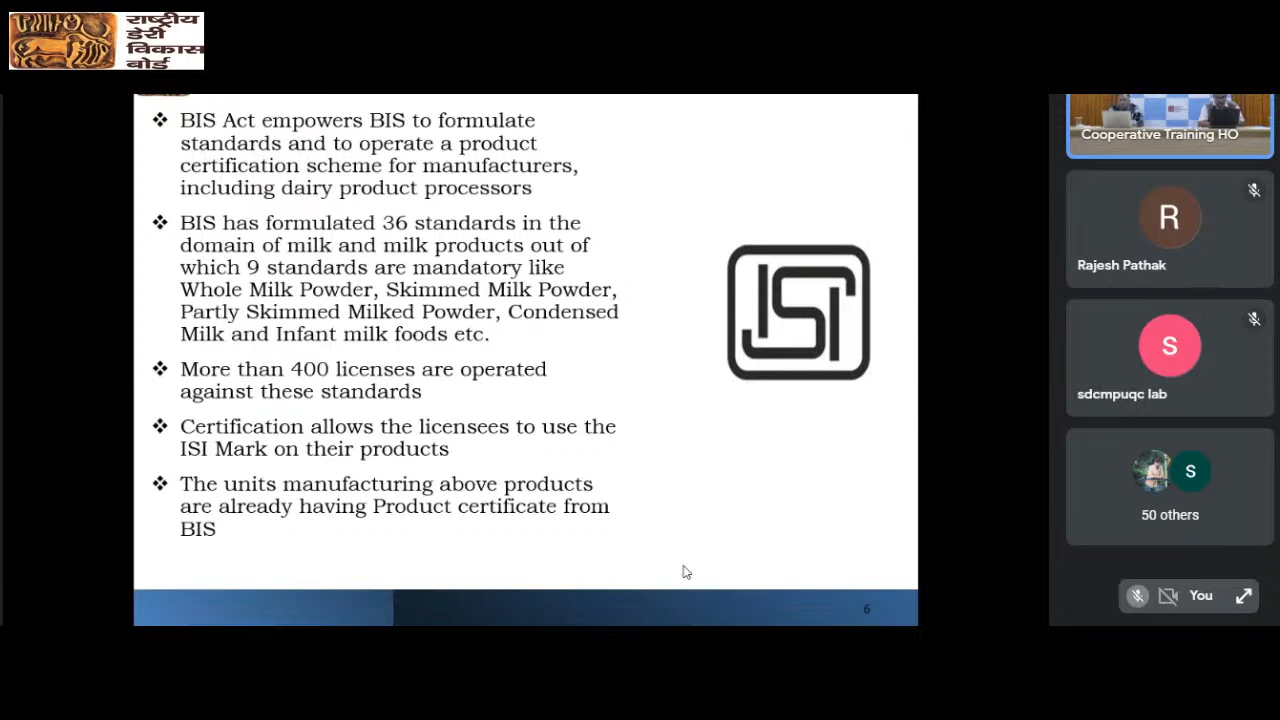 राष्ट्रीय
डेरी
विकास
बोर्ड
❖ BIS Act empowers BIS to formulate
standards and to operate a product
certification scheme for manufacturers,
including dairy product processors
❖ BIS has formulated 36 standards in the
domain of milk and milk products out of
which 9 standards are mandatory like
Whole Milk Powder, Skimmed Milk Powder,
Partly Skimmed Milked Powder, Condensed
Milk and Infant milk foods etc.
❖ More than 400 licenses are operated
against these standards
❖ Certification allows the licensees to use the
ISI Mark on their products
❖ The units manufacturing above products
are already having Product certificate from
BIS
ISI
6
Cooperative Training HO
R
Rajesh Pathak
S
sdcmpuqc lab
S
50 others
You